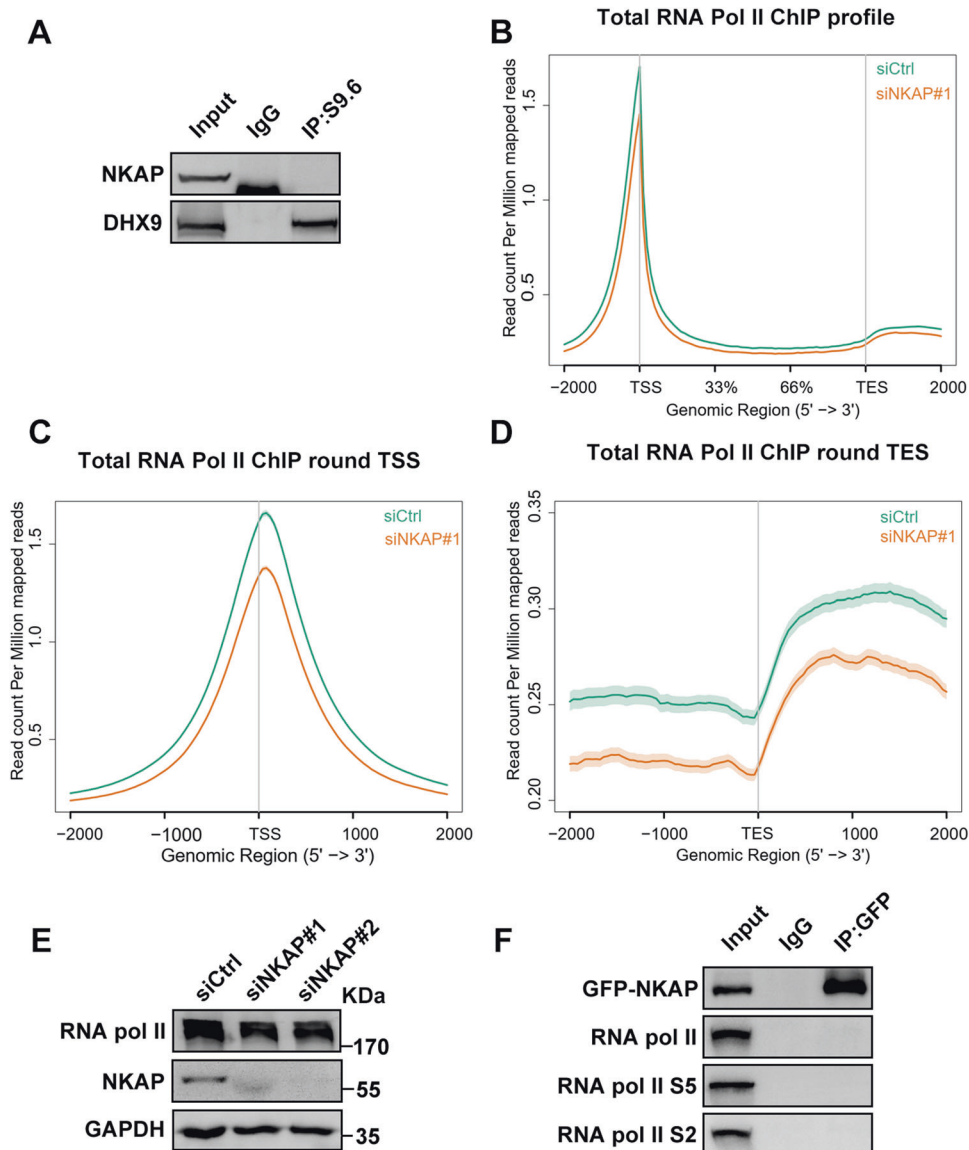 A
Input
IgG
IP:S9.6
NKAP
DHX9
B
Total RNA Pol II ChIP profile
siCtrl
siNKAP#1
Read count Per Million mapped reads
1.5
1.0
0.5
−2000
TSS
33%
66%
TES
2000
Genomic Region (5' −> 3')
C
Total RNA Pol II ChIP round TSS
siCtrl
siNKAP#1
Read count Per Million mapped reads
1.5
1.0
0.5
−2000
−1000
TSS
1000
2000
Genomic Region (5' −> 3')
D
Total RNA Pol II ChIP round TES
siCtrl
siNKAP#1
Read count Per Million mapped reads
0.35
0.30
0.25
0.20
−2000
−1000
TES
1000
2000
Genomic Region (5' −> 3')
E
siCtrl
siNKAP#1
siNKAP#2
KDa
RNA pol II
170
NKAP
55
GAPDH
35
F
Input
IgG
IP:GFP
GFP-NKAP
RNA pol II
RNA pol II S5
RNA pol II S2